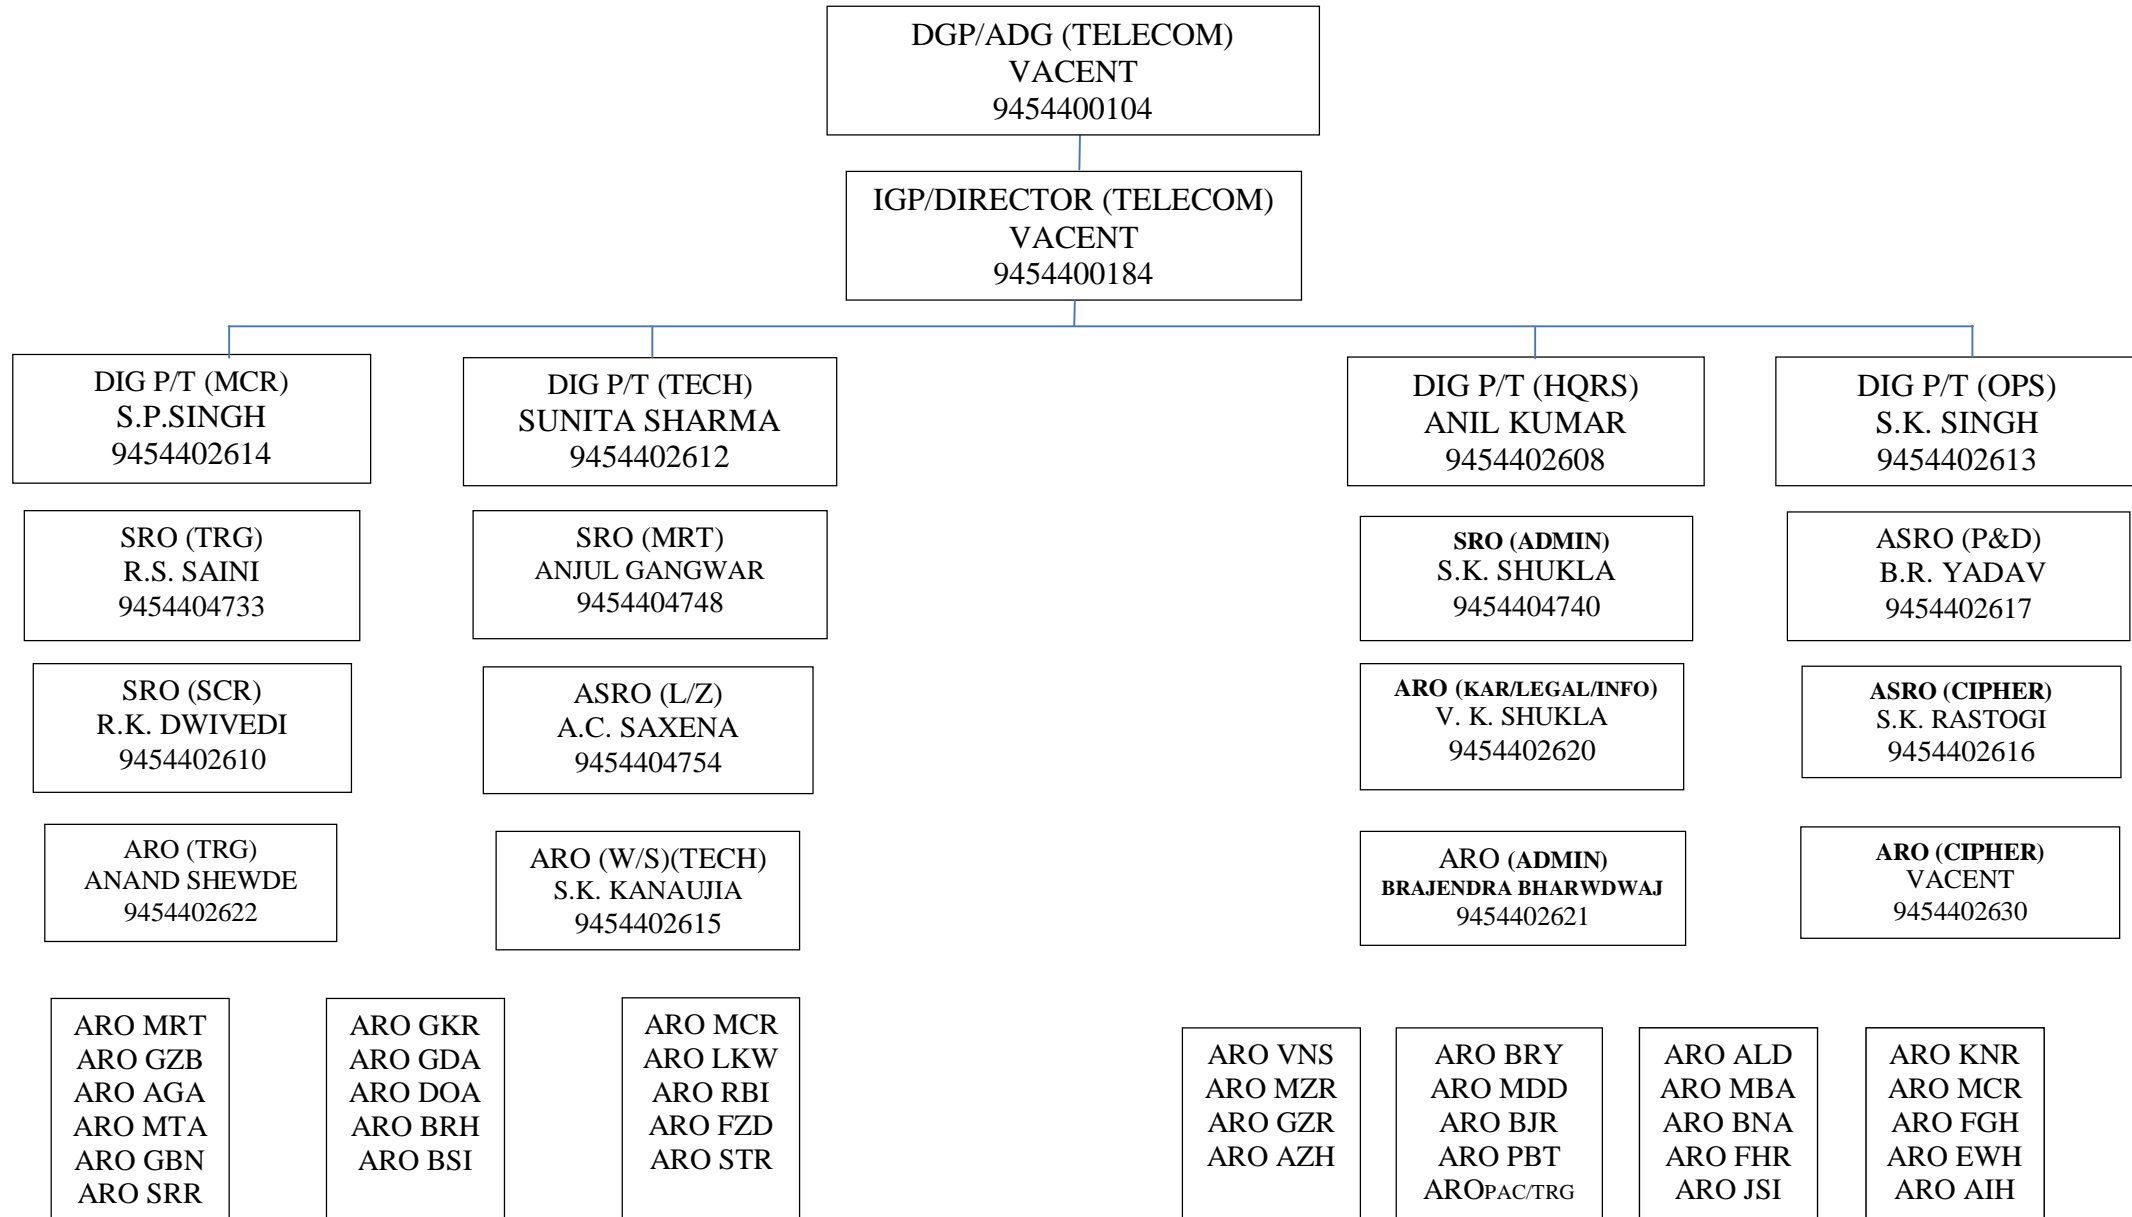 DGP/ADG (TELECOM)
VACENT
9454400104
IGP/DIRECTOR (TELECOM)
VACENT
9454400184
DIG P/T (MCR)
S.P.SINGH
9454402614
DIG P/T (TECH)
SUNITA SHARMA
9454402612
DIG P/T (HQRS)
ANIL KUMAR
9454402608
DIG P/T (OPS)
S.K. SINGH
9454402613
SRO (TRG)
R.S. SAINI
9454404733
SRO (MRT)
ANJUL GANGWAR
9454404748
SRO (ADMIN)
S.K. SHUKLA
9454404740
ASRO (P&D)
B.R. YADAV
9454402617
SRO (SCR)
R.K. DWIVEDI
9454402610
ASRO (L/Z)
A.C. SAXENA
9454404754
ARO (KAR/LEGAL/INFO)
V. K. SHUKLA
9454402620
ASRO (CIPHER)
S.K. RASTOGI
9454402616
ARO (TRG)
ANAND SHEWDE
9454402622
ARO (W/S)(TECH)
S.K. KANAUJIA
9454402615
ARO (ADMIN)
BRAJENDRA BHARWDWAJ
9454402621
ARO (CIPHER)
VACENT
9454402630
ARO MRT
ARO GZB
ARO AGA
ARO MTA
ARO GBN
ARO SRR
ARO GKR
ARO GDA
ARO DOA
ARO BRH
ARO BSI
ARO MCR
ARO LKW
ARO RBI
ARO FZD
ARO STR
ARO VNS
ARO MZR
ARO GZR
ARO AZH
ARO BRY
ARO MDD
ARO BJR
ARO PBT
AROPAC/TRG
ARO ALD
ARO MBA
ARO BNA
ARO FHR
ARO JSI
ARO KNR
ARO MCR
ARO FGH
ARO EWH
ARO AIH